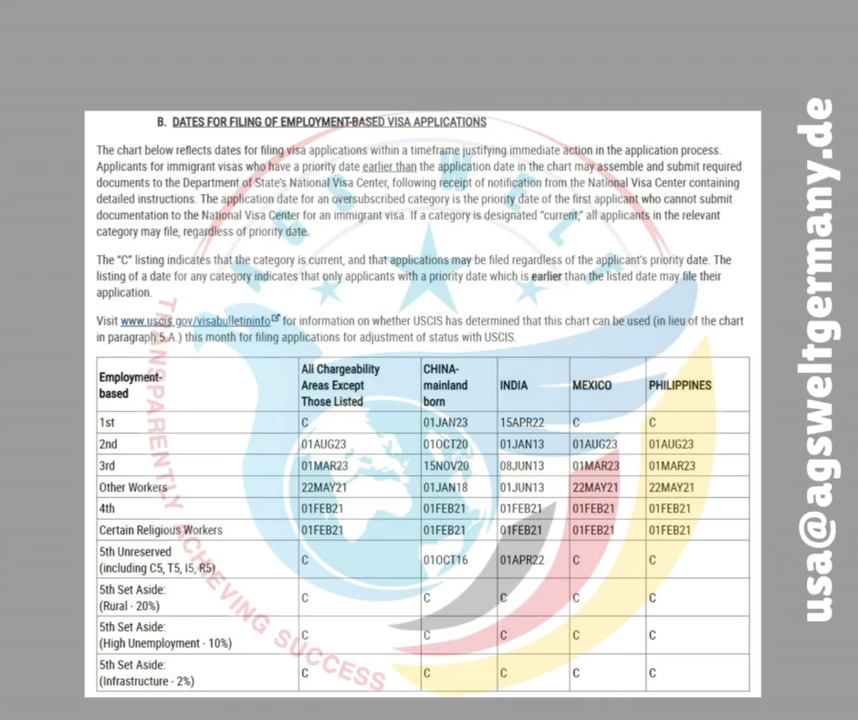 B. DATES FOR FILING OF EMPLOYMENT-BASED VISA APPLICATIONS
The chart below reflects dates for filing visa applications within a timeframe justifying immediate action in the application process.
Applicants for immigrant visas who have a priority date earlier than the application date in the chart may assemble and submit required
documents to the Department of State's National Visa Center, following receipt of notification from the National Visa Center containing
detailed instructions. The application date for an oversubscribed category is the priority date of the first applicant who cannot submit
documentation to the National Visa Center for an immigrant visa. If a category is designated "current," all applicants in the relevant
category may file, regardless of priority date.
The "C" listing indicates that the category is current, and that applications may be filed regardless of the applicant's priority date. The
listing of a date for any category indicates that only applicants with a priority date which is earlier than the listed date may file their
application.
Visit www.uscis.gov/visabulletininfo for information on whether USCIS has determined that this chart can be used (in lieu of the chart
in paragraph 5.A.) this month for filing applications for adjustment of status with USCIS.
Employment-based All Chargeability Areas Except Those Listed CHINA-mainland born INDIA MEXICO PHILIPPINES
1st C 01JAN23 15APR22 C C
2nd 01AUG23 01OCT20 01JAN13 01AUG23 01AUG23
3rd 01MAR23 15NOV20 08JUN13 01MAR23 01MAR23
Other Workers 22MAY21 01JAN18 01JUN13 22MAY21 22MAY21
4th 01FEB21 01FEB21 01FEB21 01FEB21 01FEB21
Certain Religious Workers 01FEB21 01FEB21 01FEB21 01FEB21 01FEB21
5th Unreserved
(including C5, T5, I5, R5) C 01OCT16 01APR22 C C
5th Set Aside:
(Rural - 20%) C C C C C
5th Set Aside:
(High Unemployment - 10%) C C C C C
5th Set Aside:
(Infrastructure - 2%) C C C C C
AGS WELT
TRANSPARENTLY ACHIEVING SUCCESS
usa@agsweltgermany.de